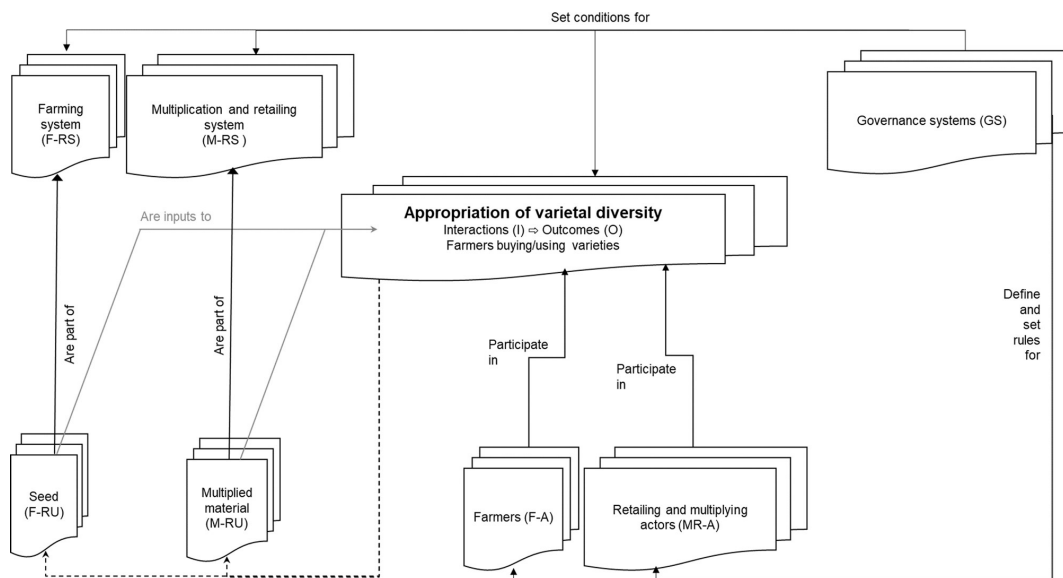 Set conditions for
Farming
system
(F-RS)
Multiplication and retailing
system
(M-RS )
Governance systems (GS)
Appropriation of varietal diversity
Interactions (I) ⇨ Outcomes (O)
Farmers buying/using varieties
Are inputs to
Are part of
Are part of
Define
and
set
rules
for
Participate
in
Participate
in
Seed
(F-RU)
Multiplied
material
(M-RU)
Farmers (F-A)
Retailing and multiplying
actors (MR-A)